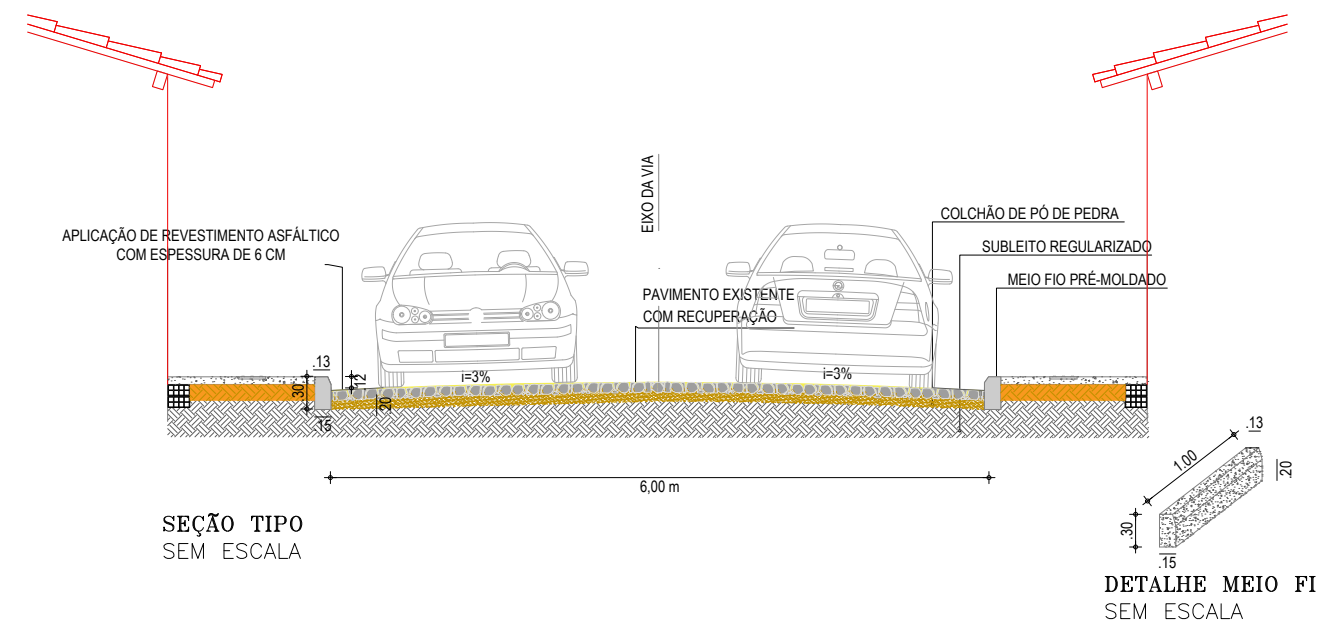 EIXO DA VIA
APLICAÇÃO DE REVESTIMENTO ASFÁLTICO
COM ESPESSURA DE 6 CM
COLCHÃO DE PÓ DE PEDRA
SUBLEITO REGULARIZADO
MEIO FIO PRÉ-MOLDADO
PAVIMENTO EXISTENTE
COM RECUPERAÇÃO
.13
.12
i=3%
i=3%
.30
.20
.15
6,00 m
.13
1.00
.20
.30
.15
SEÇÃO TIPO
SEM ESCALA
DETALHE MEIO FI
SEM ESCALA